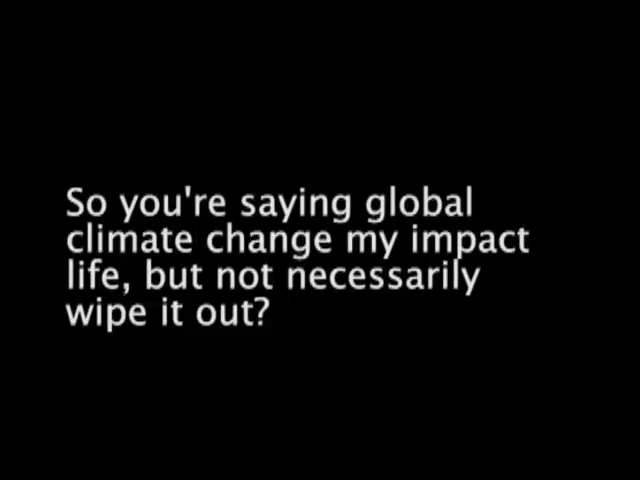 So you're saying global
climate change my impact
life, but not necessarily
wipe it out?